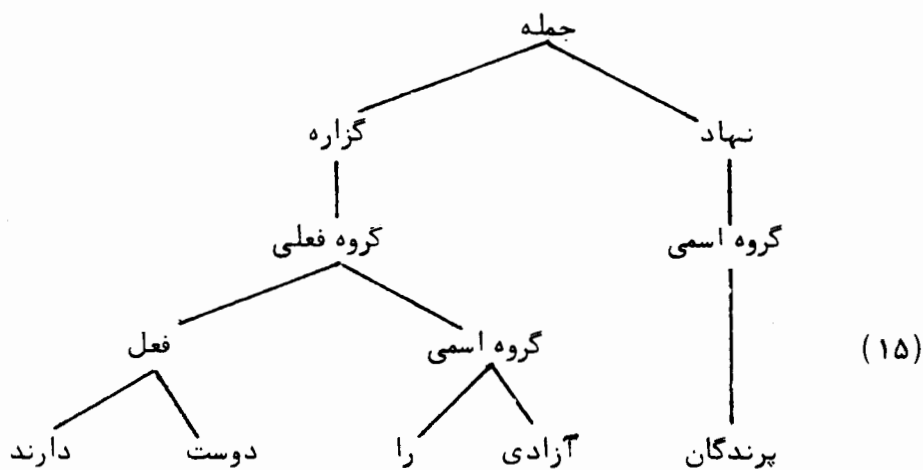 جمله
نهاد گزاره
گروه اسمی گروه فعلی
(۱۵) گروه اسمی فعل
پرندگان آزادی را دوست دارند